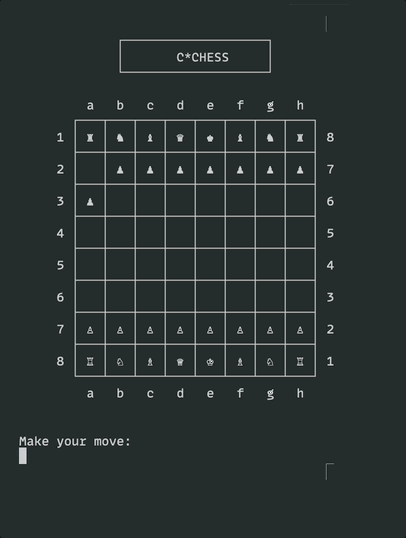 C*CHESS
a b c d e f g h
1 ♜ ♞ ♝ ♛ ♚ ♝ ♞ ♜ 8
2 ♟ ♟ ♟ ♟ ♟ ♟ ♟ 7
3 ♟ 6
4 5
5 4
6 3
7 ♙ ♙ ♙ ♙ ♙ ♙ ♙ ♙ 2
8 ♖ ♘ ♗ ♕ ♔ ♗ ♘ ♖ 1
a b c d e f g h
Make your move: